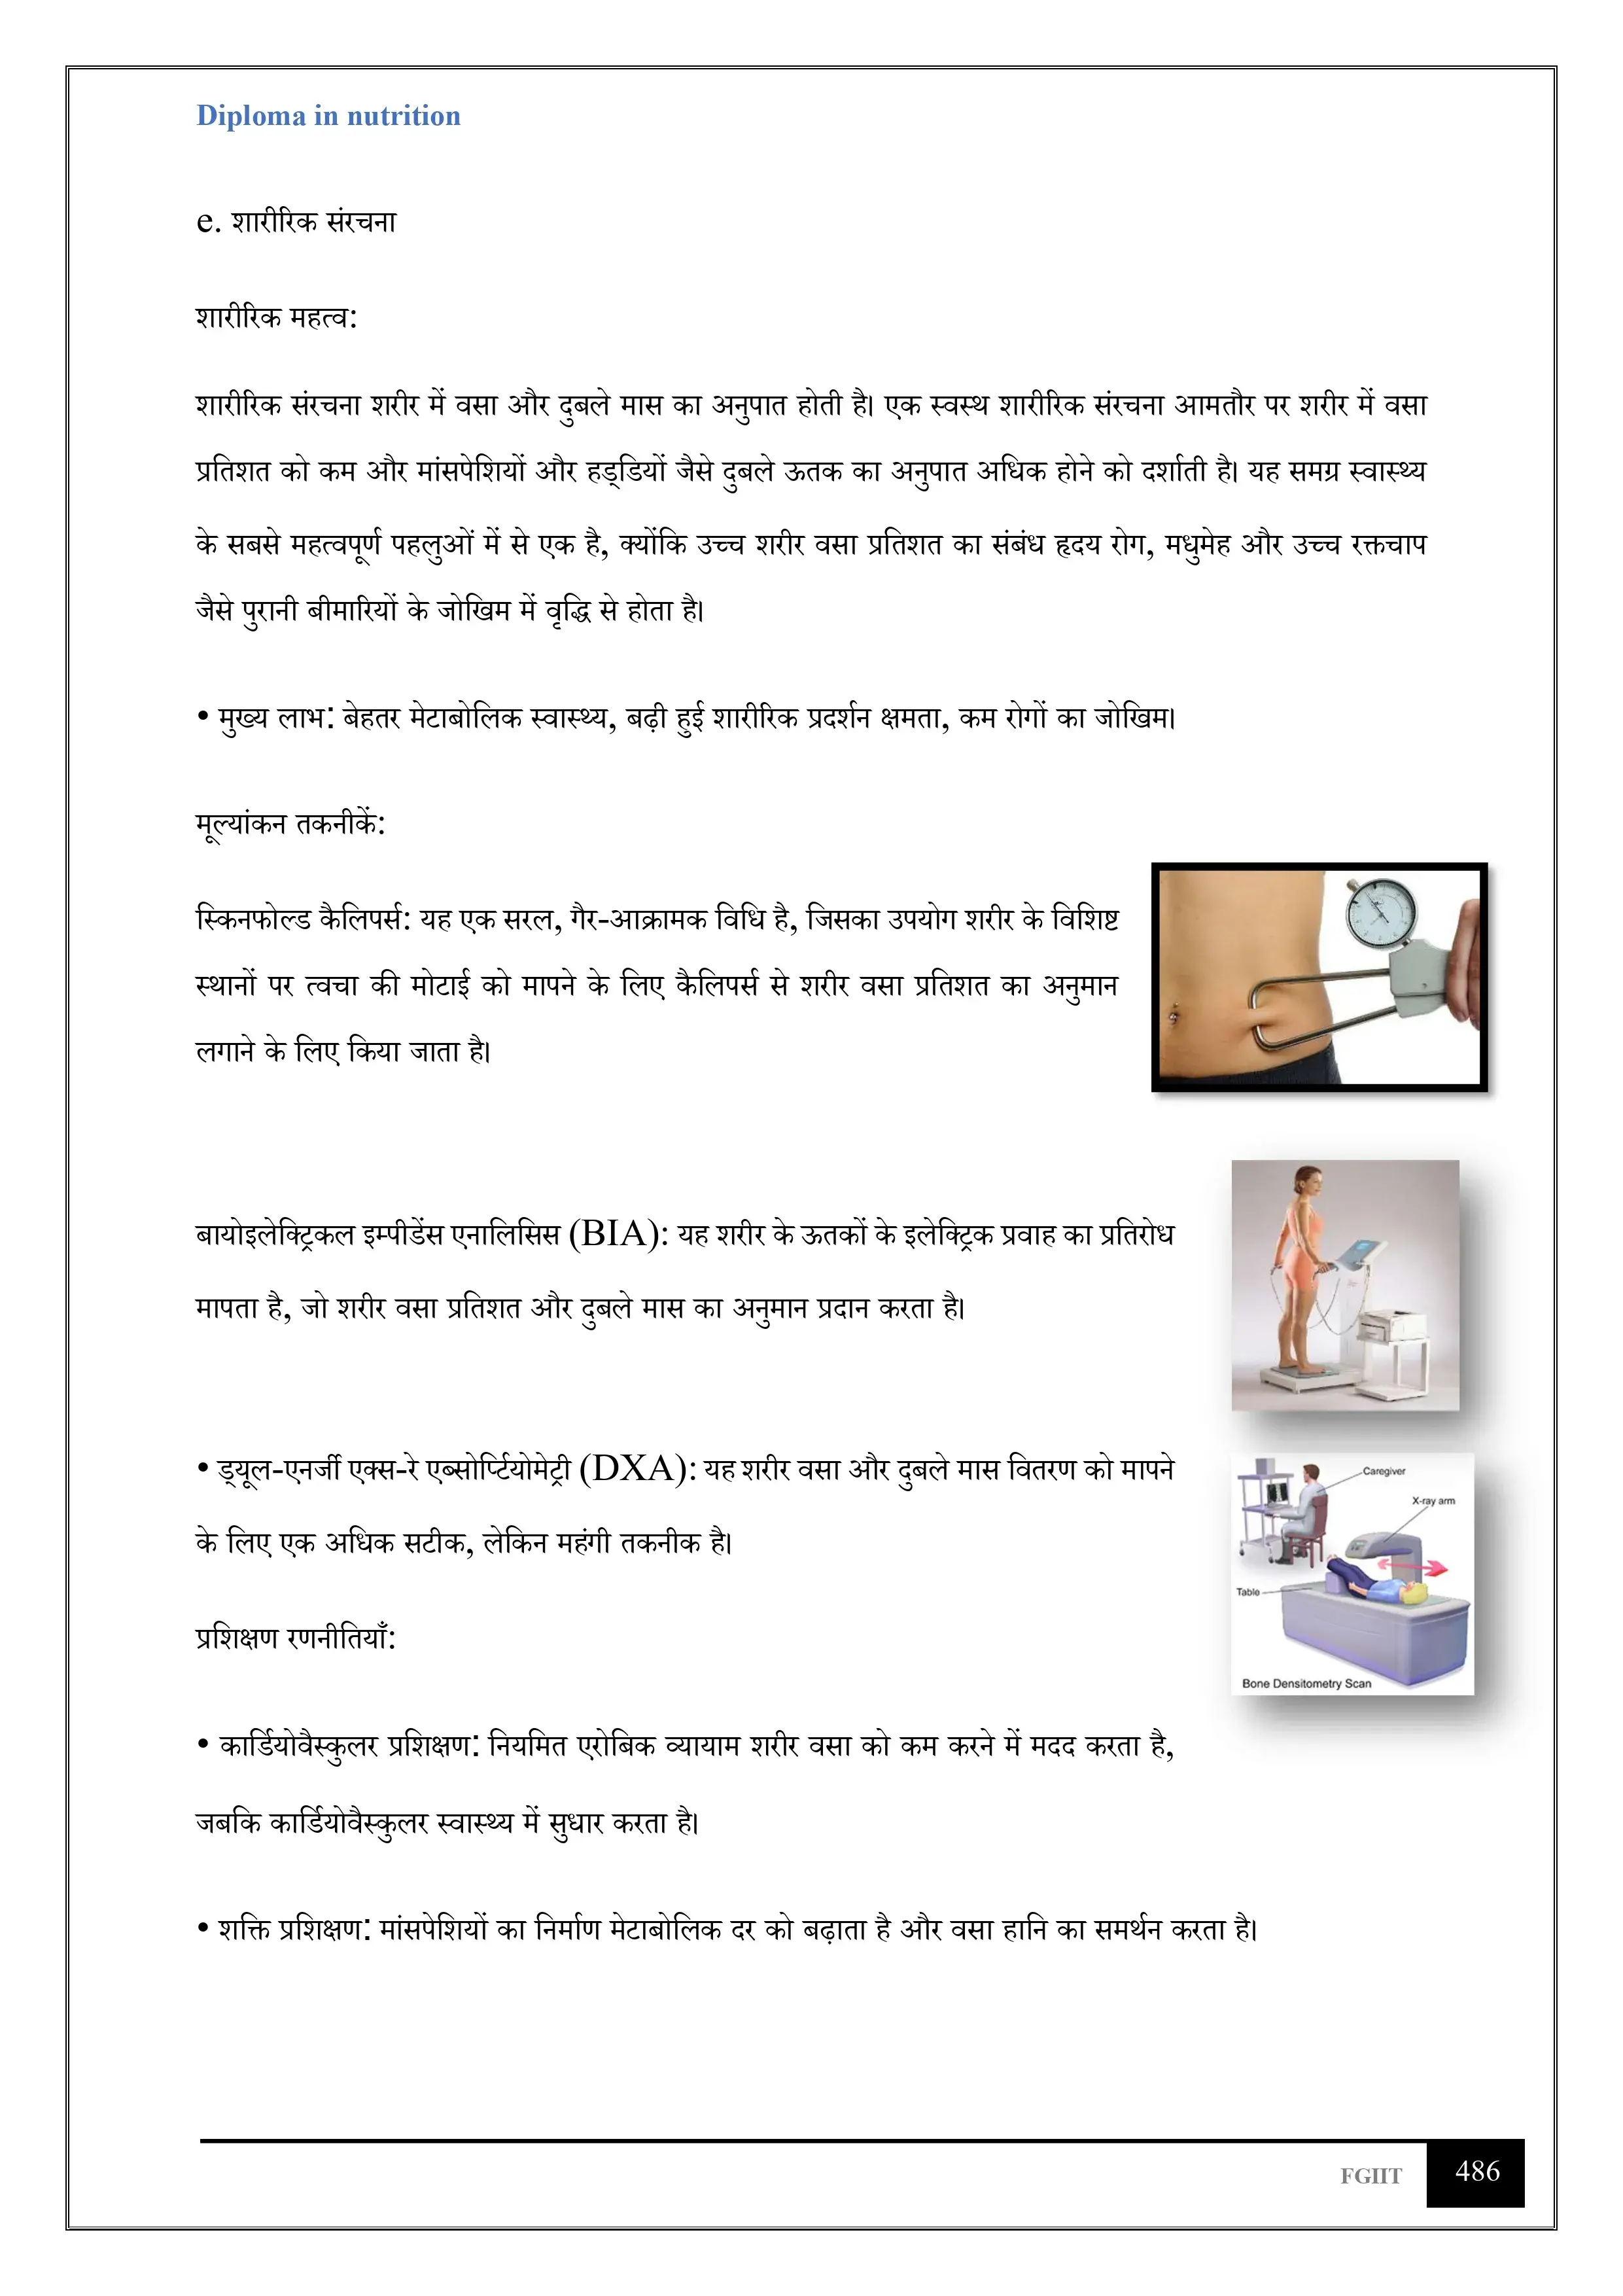 Diploma in nutrition
e. शारीरिक संरचना
शारीरिक महत्व:
शारीरिक संरचना शरीर में वसा और दुबले मास का अनुपात होती है। एक स्वस्थ शारीरिक संरचना आमतौर पर शरीर में वसा
प्रतिशत को कम और मांसपेशियों और हड्डियों जैसे दुबले ऊतक का अनुपात अधिक होने को दर्शाती है। यह समग्र स्वास्थ्य
के सबसे महत्वपूर्ण पहलुओं में से एक है, क्योंकि उच्च शरीर वसा प्रतिशत का संबंध हृदय रोग, मधुमेह और उच्च रक्तचाप
जैसे पुरानी बीमारियों के जोखिम में वृद्धि से होता है।
• मुख्य लाभ: बेहतर मेटाबोलिक स्वास्थ्य, बढ़ी हुई शारीरिक प्रदर्शन क्षमता, कम रोगों का जोखिम।
मूल्यांकन तकनीकें:
स्किनफोल्ड कैलिपर्स: यह एक सरल, गैर-आक्रामक विधि है, जिसका उपयोग शरीर के विशिष्ट
स्थानों पर त्वचा की मोटाई को मापने के लिए कैलिपर्स से शरीर वसा प्रतिशत का अनुमान
लगाने के लिए किया जाता है।
बायोइलेक्ट्रिकल इम्पीडेंस एनालिसिस (BIA): यह शरीर के ऊतकों के इलेक्ट्रिक प्रवाह का प्रतिरोध
मापता है, जो शरीर वसा प्रतिशत और दुबले मास का अनुमान प्रदान करता है।
• ड्यूल-एनर्जी एक्स-रे एब्सोर्प्टियोमेट्री (DXA): यह शरीर वसा और दुबले मास वितरण को मापने
के लिए एक अधिक सटीक, लेकिन महंगी तकनीक है।
Caregiver
X-ray arm
Table
Bone Densitometry Scan
प्रशिक्षण रणनीतियाँ:
• कार्डियोवैस्कुलर प्रशिक्षण: नियमित एरोबिक व्यायाम शरीर वसा को कम करने में मदद करता है,
जबकि कार्डियोवैस्कुलर स्वास्थ्य में सुधार करता है।
• शक्ति प्रशिक्षण: मांसपेशियों का निर्माण मेटाबोलिक दर को बढ़ाता है और वसा हानि का समर्थन करता है।
FGIIT 486